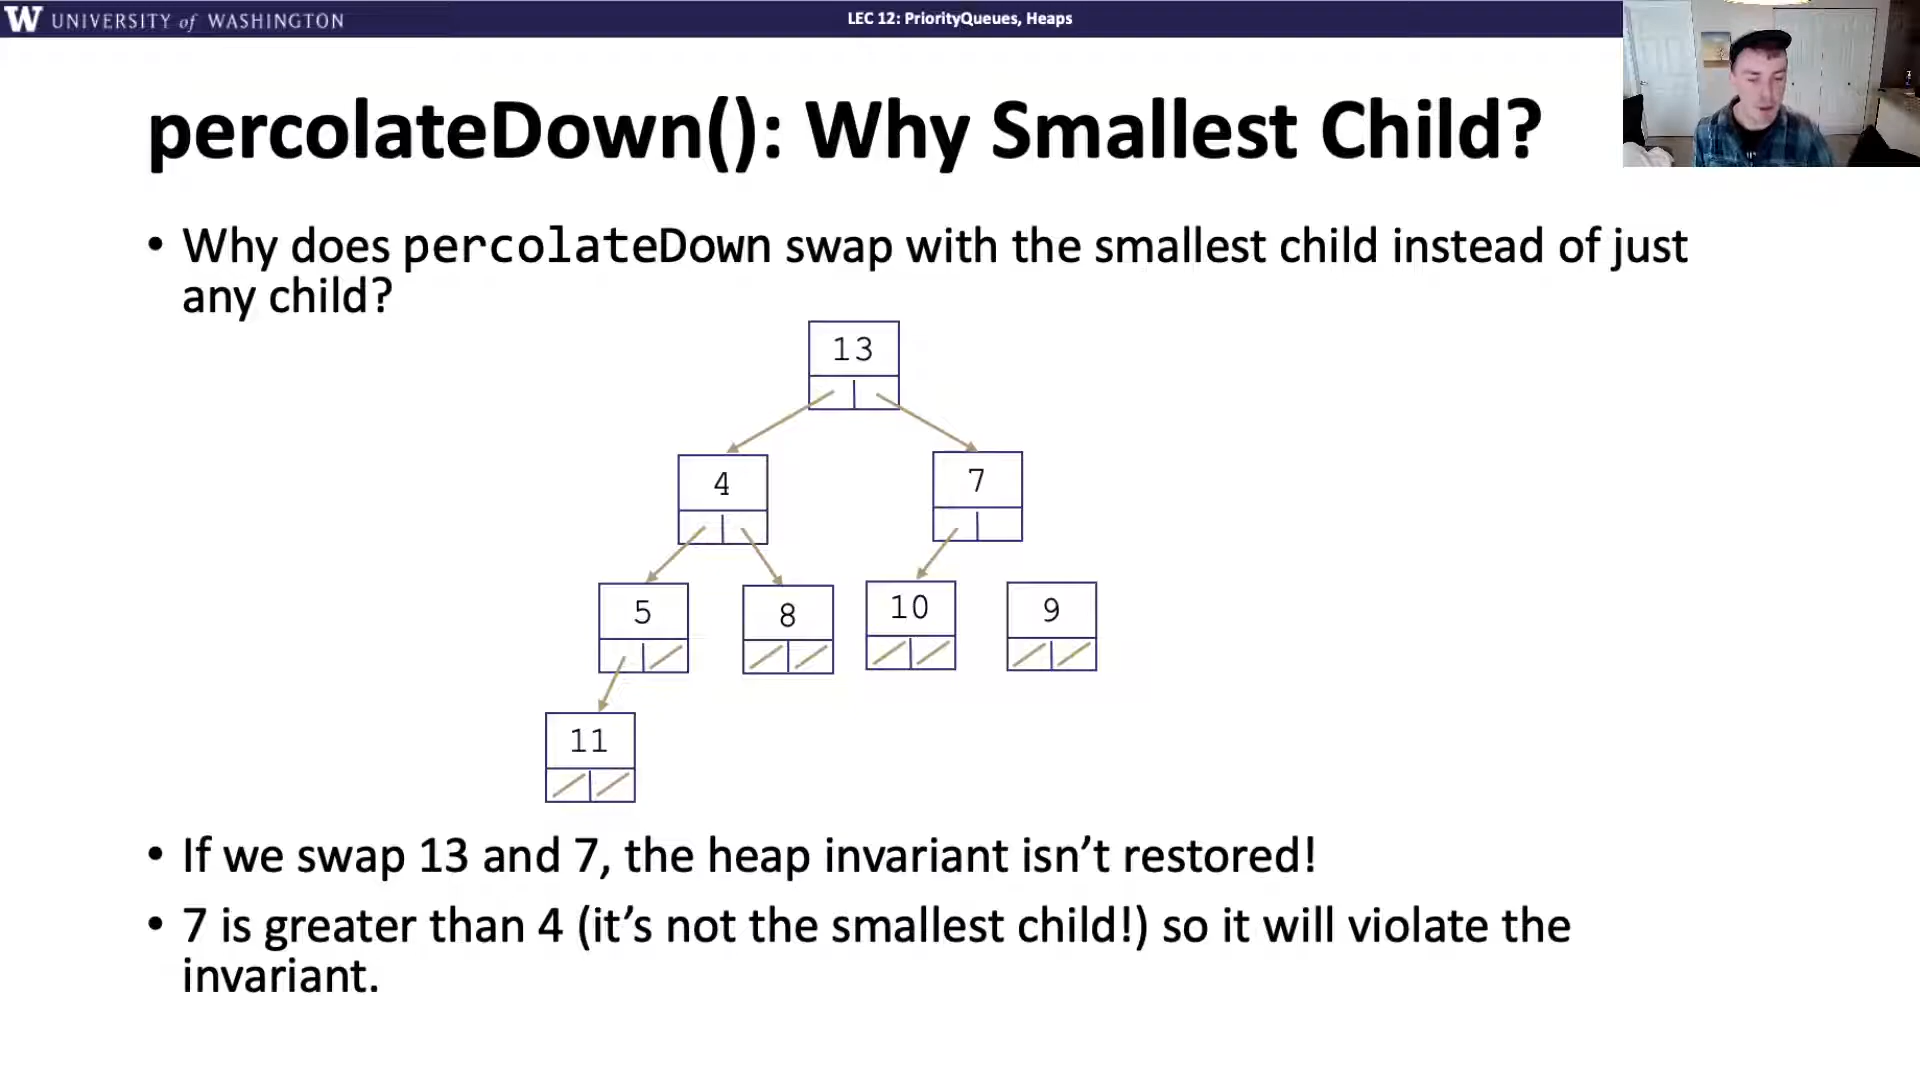 W UNIVERSITY of WASHINGTON
LEC 12: PriorityQueues, Heaps
percolateDown(): Why Smallest Child?
• Why does percolateDown swap with the smallest child instead of just
any child?
13
4
7
5
8
10
9
11
• If we swap 13 and 7, the heap invariant isn’t restored!
• 7 is greater than 4 (it’s not the smallest child!) so it will violate the
invariant.